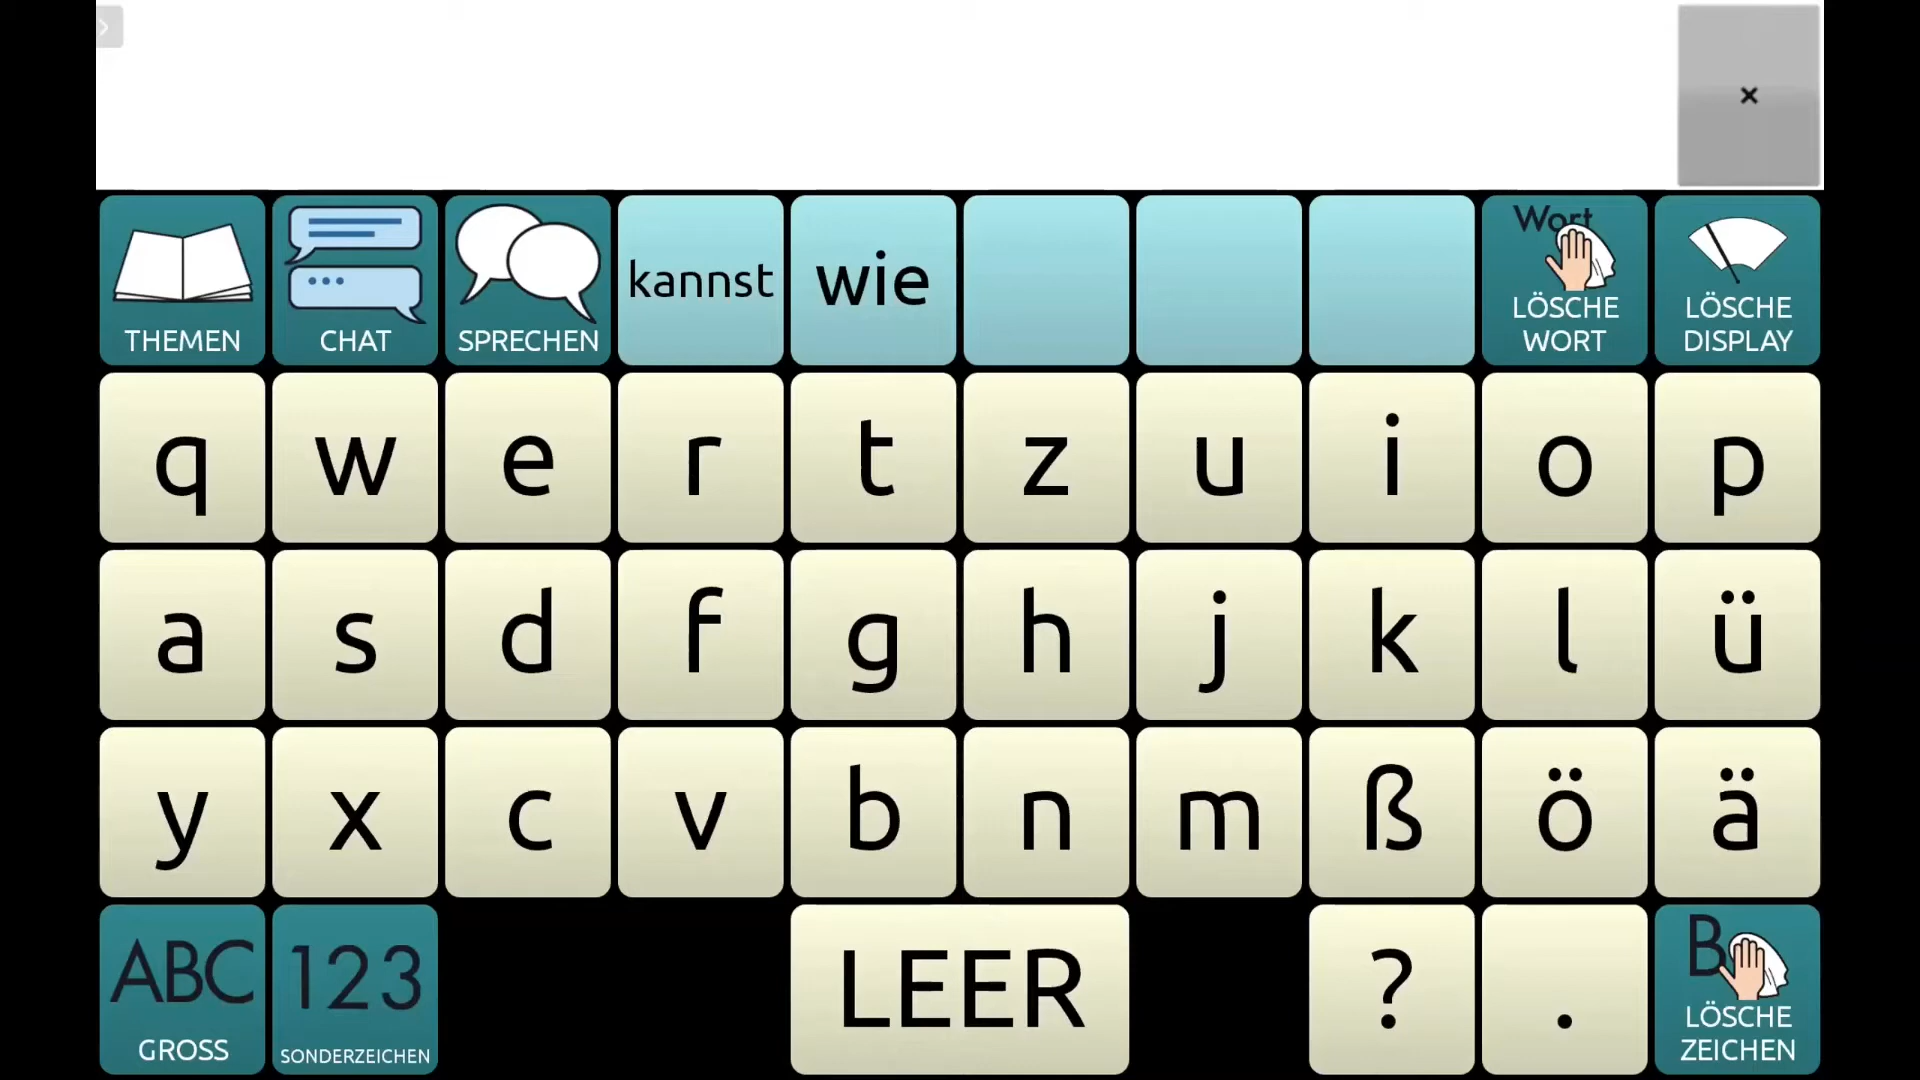 ×
Wort
THEMEN CHAT SPRECHEN kannst wie LÖSCHE WORT LÖSCHE DISPLAY
q w e r t z u i o p
a s d f g h j k l ü
y x c v b n m ß ö ä
ABC GROSS 123 SONDERZEICHEN LEER ? . B LÖSCHE ZEICHEN